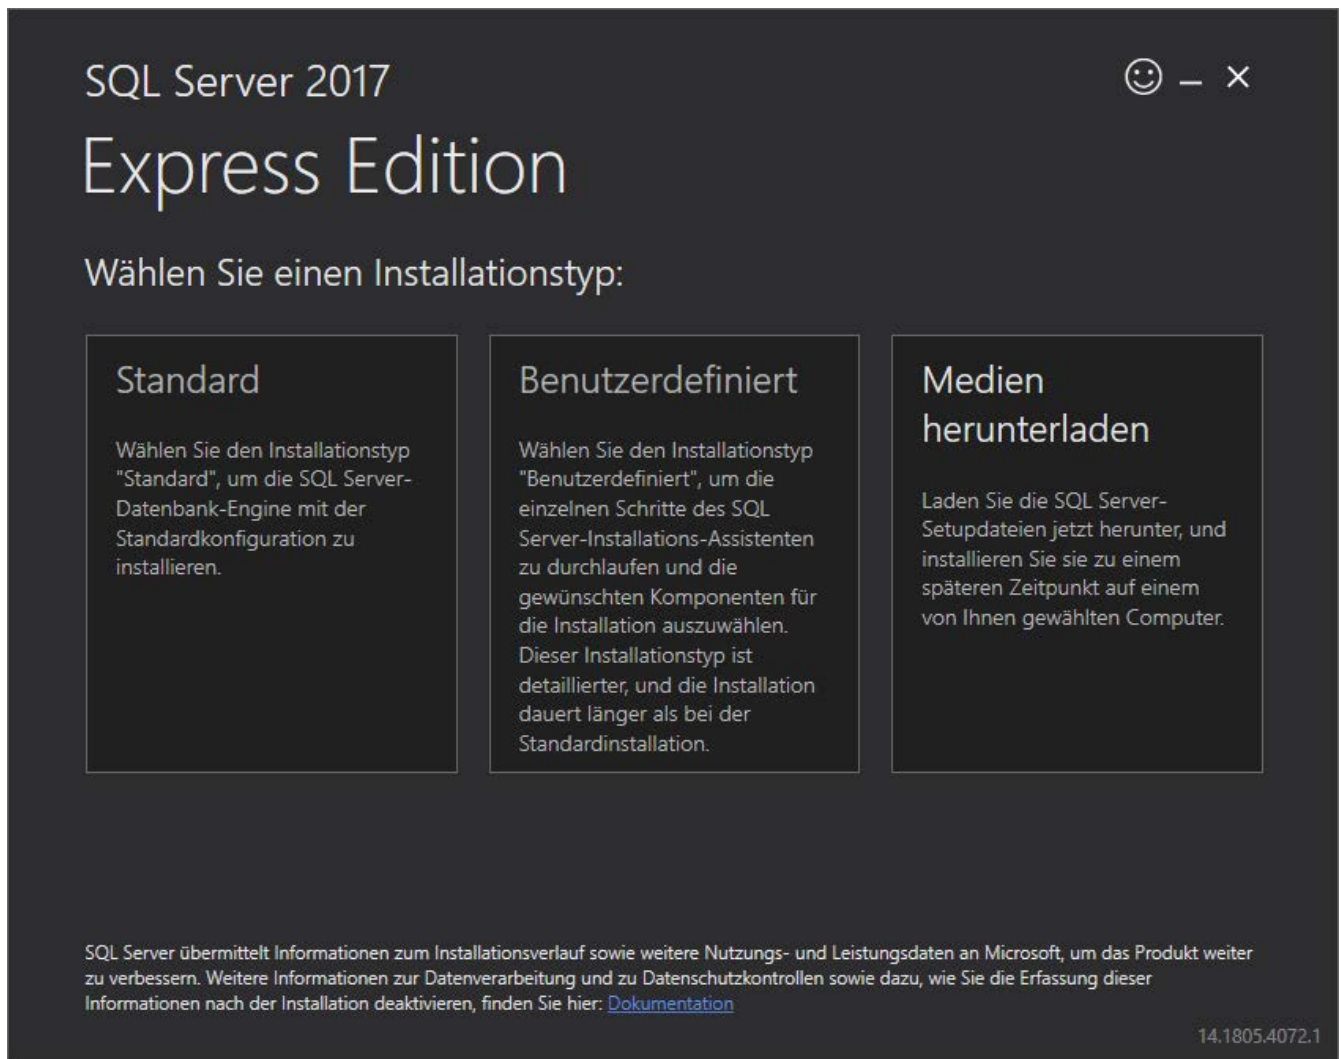 SQL Server 2017
Express Edition
Wählen Sie einen Installationstyp:
Standard
Wählen Sie den Installationstyp
"Standard", um die SQL Server-
Datenbank-Engine mit der
Standardkonfiguration zu
installieren.
Benutzerdefiniert
Wählen Sie den Installationstyp
"Benutzerdefiniert", um die
einzelnen Schritte des SQL
Server-Installations-Assistenten
zu durchlaufen und die
gewünschten Komponenten für
die Installation auszuwählen.
Dieser Installationstyp ist
detaillierter, und die Installation
dauert länger als bei der
Standardinstallation.
Medien
herunterladen
Laden Sie die SQL Server-
Setupdateien jetzt herunter, und
installieren Sie sie zu einem
späteren Zeitpunkt auf einem
von Ihnen gewählten Computer.
SQL Server übermittelt Informationen zum Installationsverlauf sowie weitere Nutzungs- und Leistungsdaten an Microsoft, um das Produkt weiter
zu verbessern. Weitere Informationen zur Datenverarbeitung und zu Datenschutzkontrollen sowie dazu, wie Sie die Erfassung dieser
Informationen nach der Installation deaktivieren, finden Sie hier: Dokumentation
14.1805.4072.1